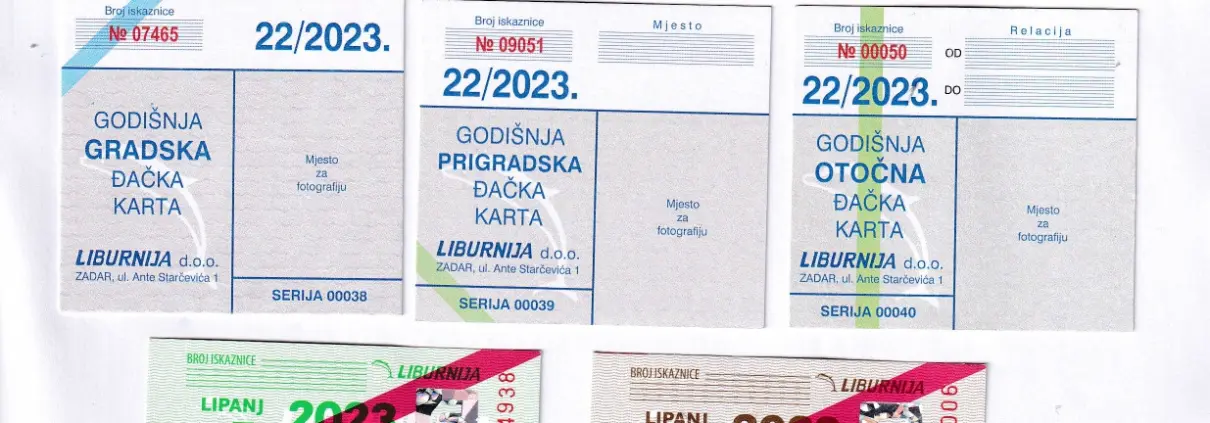 Broj iskaznice
№ 07465
22/2023.
GODIŠNJA
GRADSKA
ĐAČKA
KARTA
LIBURNIJA d.o.o.
ZADAR, ul. Ante Starčevića 1
Mjesto
za
fotografiju
SERIJA 00038
Broj iskaznice
№ 09051
Mjesto
22/2023.
GODIŠNJA
PRIGRADSKA
ĐAČKA
KARTA
LIBURNIJA d.o.o.
ZADAR, ul. Ante Starčevića 1
Mjesto
za
fotografiju
SERIJA 00039
Broj iskaznice
№ 00050
Relacija
OD
22/2023.
DO
GODIŠNJA
OTOČNA
ĐAČKA
KARTA
LIBURNIJA d.o.o.
ZADAR, ul. Ante Starčevića 1
Mjesto
za
fotografiju
SERIJA 00040
BROJ ISKAZNICE
LIBURNIJA
LIPANJ
2023
4938
BROJ ISKAZNICE
LIBURNIJA
LIPANJ
006